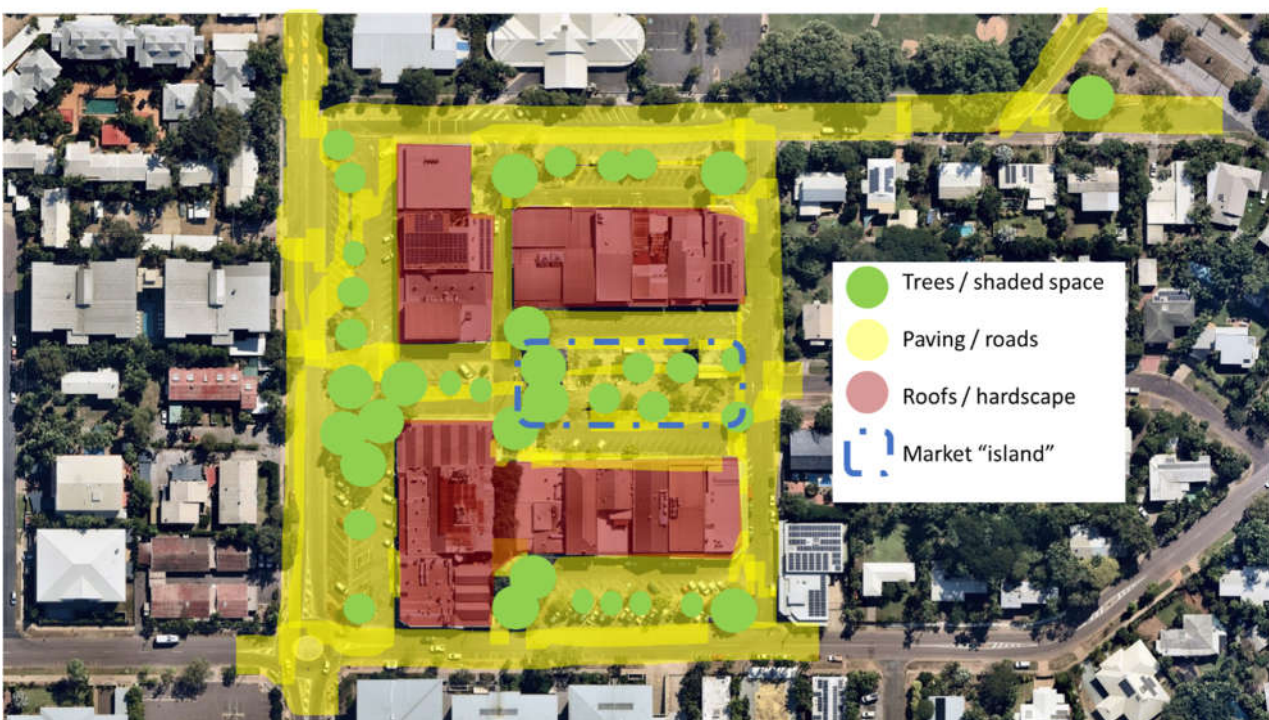 Trees / shaded space
Paving / roads
Roofs / hardscape
Market “island”